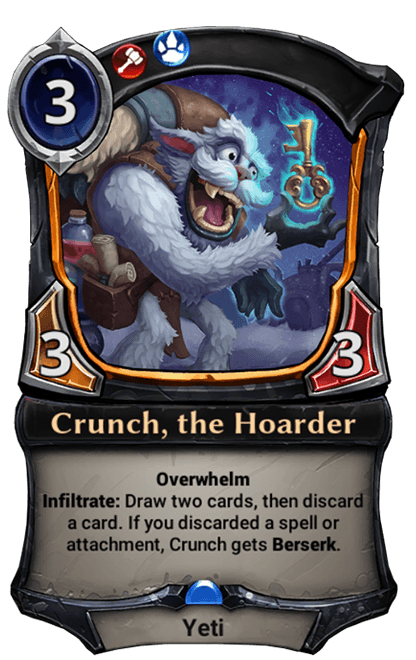 3
3
3
Crunch, the Hoarder
Overwhelm
Infiltrate: Draw two cards, then discard
a card. If you discarded a spell or
attachment, Crunch gets Berserk.
Yeti